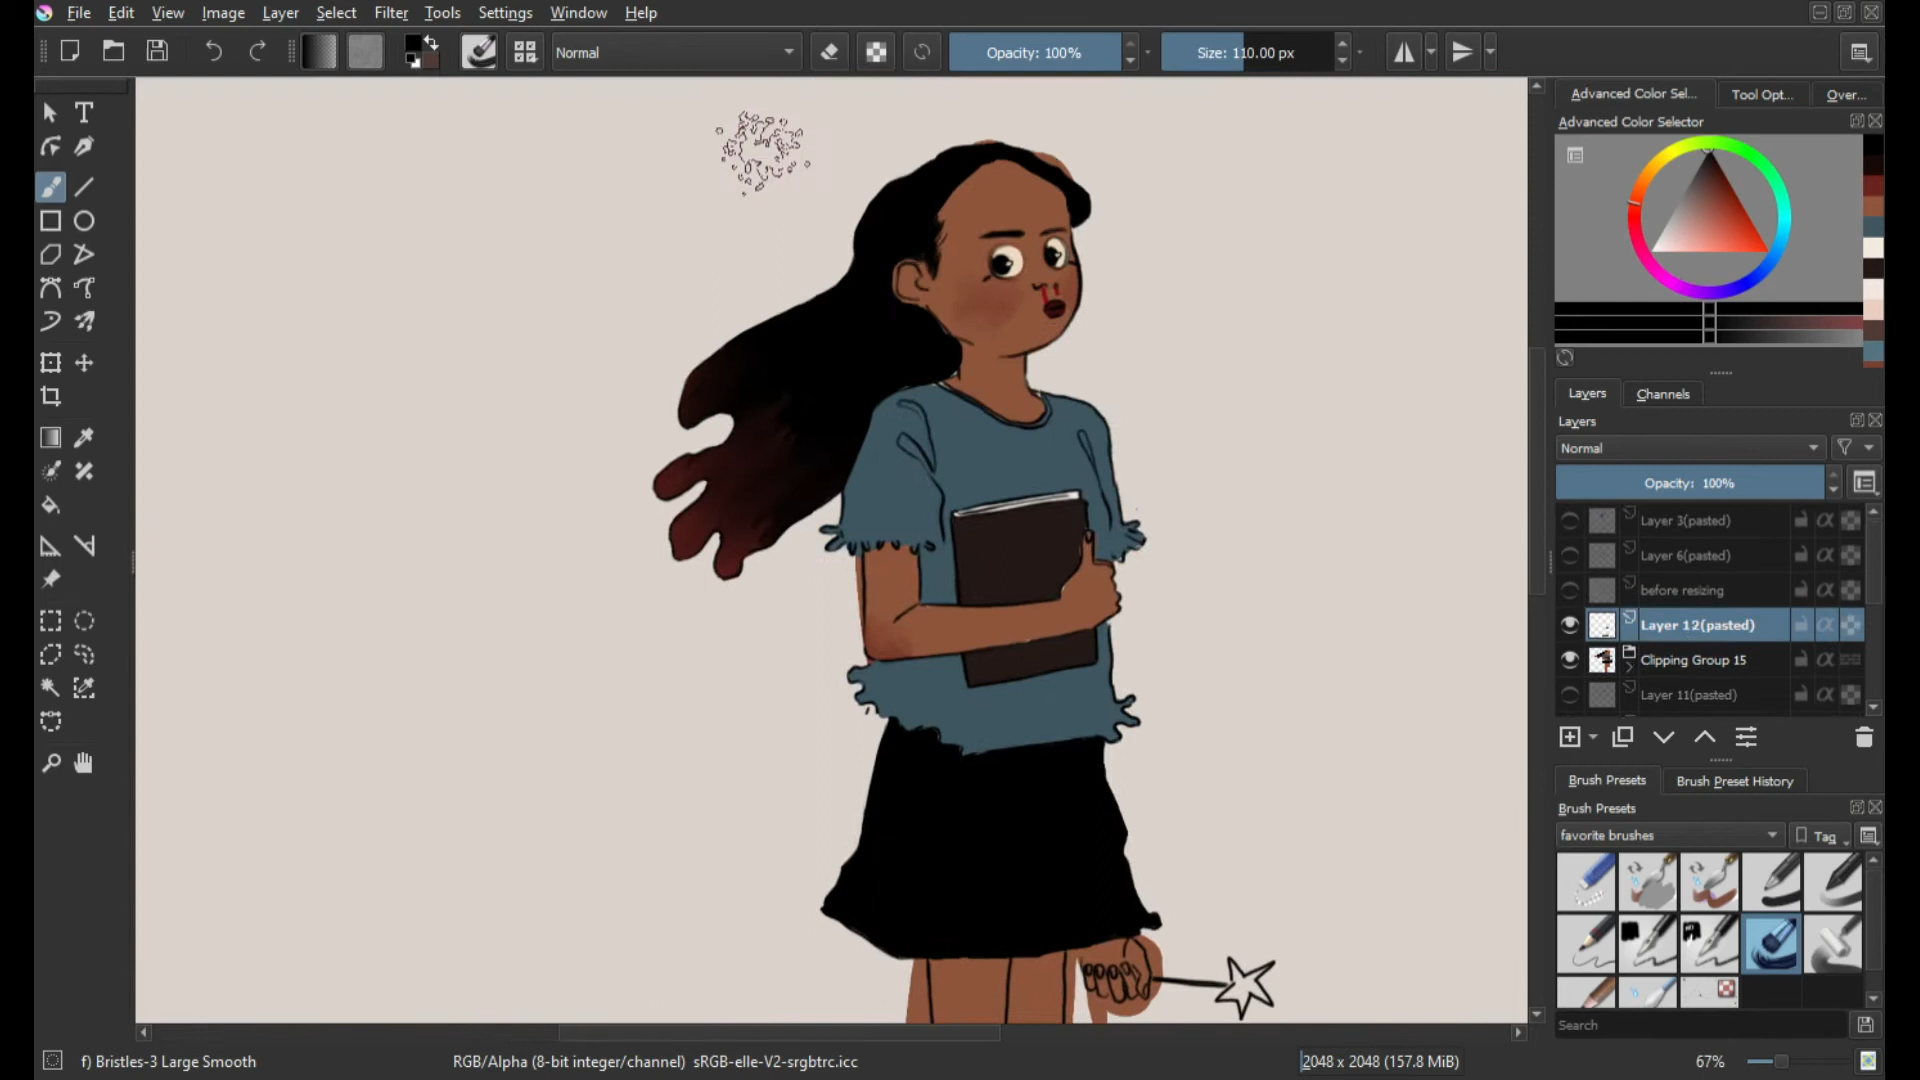 File Edit View Image Layer Select Filter Tools Settings Window Help
Normal
Opacity: 100%
Size: 110.00 px
Advanced Color Sel... Tool Opt... Over...
Advanced Color Selector
Layers Channels
Layers
Normal
Opacity: 100%
Layer 3(pasted)
Layer 6(pasted)
before resizing
Layer 12(pasted)
Clipping Group 15
Layer 11(pasted)
Brush Presets Brush Preset History
Brush Presets
favorite brushes Tag
Search
f) Bristles-3 Large Smooth RGB/Alpha (8-bit integer/channel) sRGB-elle-V2-srgbtrc.icc 2048 x 2048 (157.8 MiB) 67%